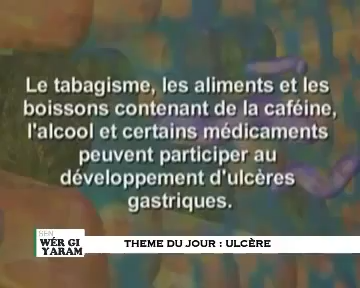 Le tabagisme, les aliments et les
boissons contenant de la caféine,
l'alcool et certains médicaments
peuvent participer au
développement d'ulcères
gastriques.
BEN
WÉR GI
YARAM
THEME DU JOUR : ULCÈRE